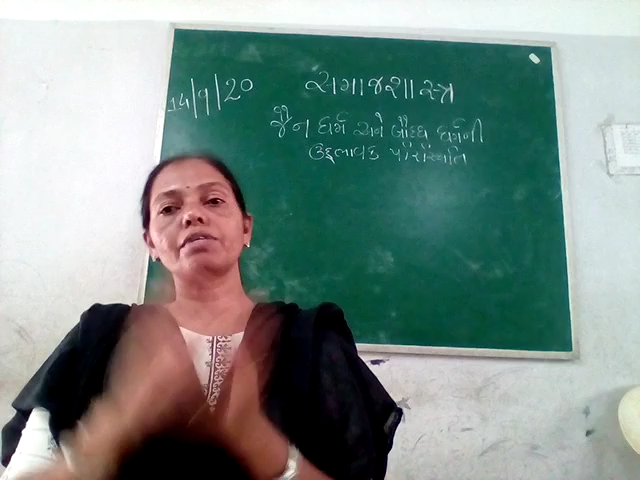 14/9/20
સમાજશાસ્ત્ર
જૈન ધર્મ અને બૌધ્ધ ધર્મની
પરિસ્થિતિ